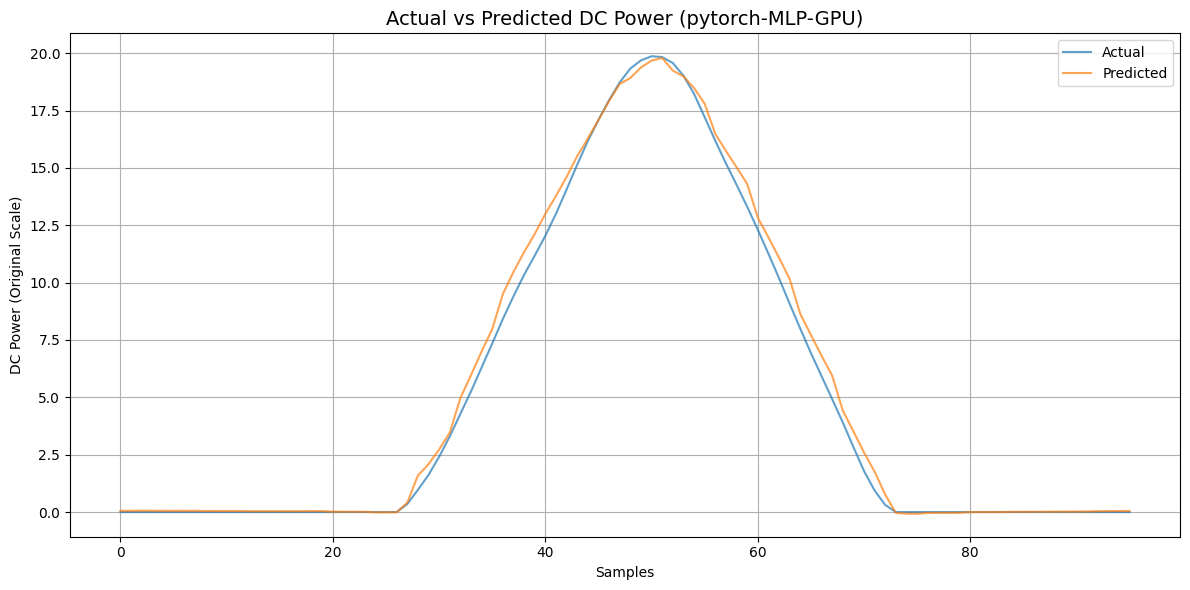 Actual vs Predicted DC Power (pytorch-MLP-GPU)
Actual
Predicted
DC Power (Original Scale)
20.0
17.5
15.0
12.5
10.0
7.5
5.0
2.5
0.0
0 20 40 60 80
Samples